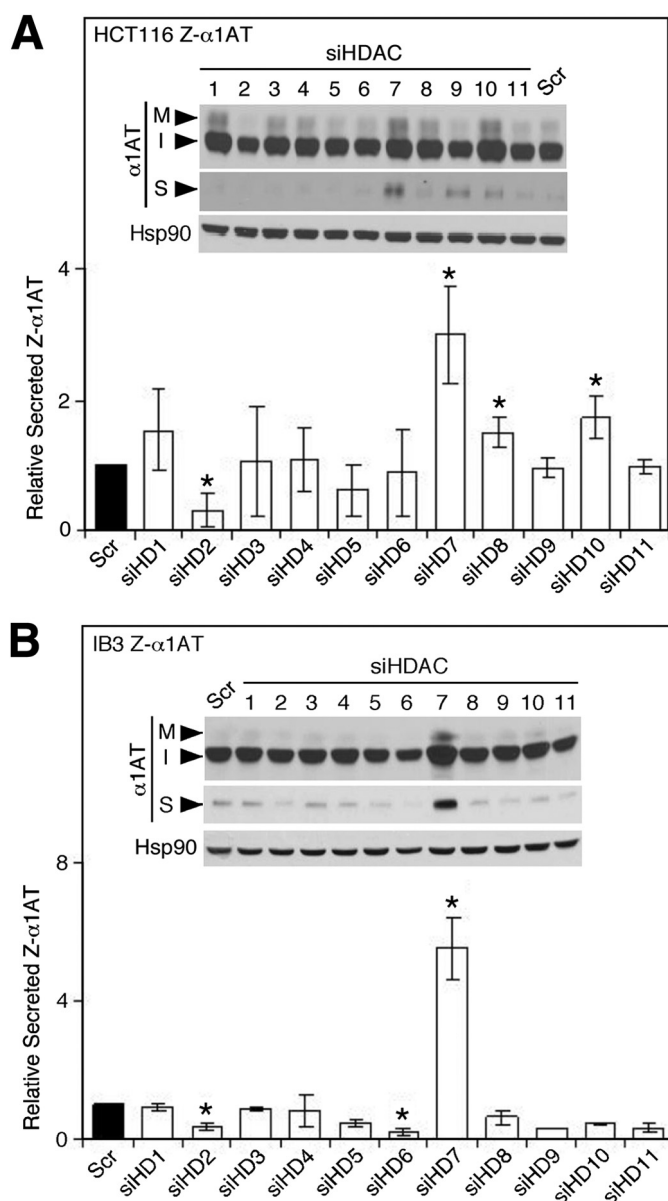 A
HCT116 Z-α1AT
siHDAC
1 2 3 4 5 6 7 8 9 10 11 Scr
α1AT
M
I
S
Hsp90
Relative Secreted Z-α1AT
4
2
0
*
*
*
*
Scr siHD1 siHD2 siHD3 siHD4 siHD5 siHD6 siHD7 siHD8 siHD9 siHD10 siHD11
B
IB3 Z-α1AT
siHDAC
Scr 1 2 3 4 5 6 7 8 9 10 11
α1AT
M
I
S
Hsp90
Relative Secreted Z-α1AT
8
4
0
*
*
*
Scr siHD1 siHD2 siHD3 siHD4 siHD5 siHD6 siHD7 siHD8 siHD9 siHD10 siHD11